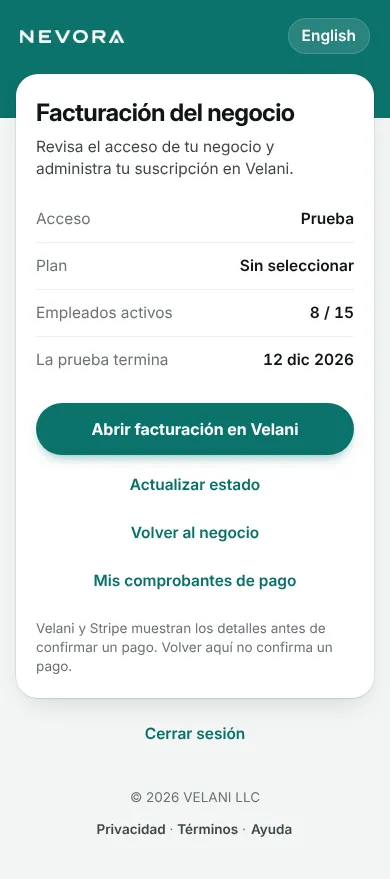 NEVORA
English
Facturación del negocio
Revisa el acceso de tu negocio y
administra tu suscripción en Velani.
Acceso Prueba
Plan Sin seleccionar
Empleados activos 8 / 15
La prueba termina 12 dic 2026
Abrir facturación en Velani
Actualizar estado
Volver al negocio
Mis comprobantes de pago
Velani y Stripe muestran los detalles antes de
confirmar un pago. Volver aquí no confirma un
pago.
Cerrar sesión
© 2026 VELANI LLC
Privacidad · Términos · Ayuda